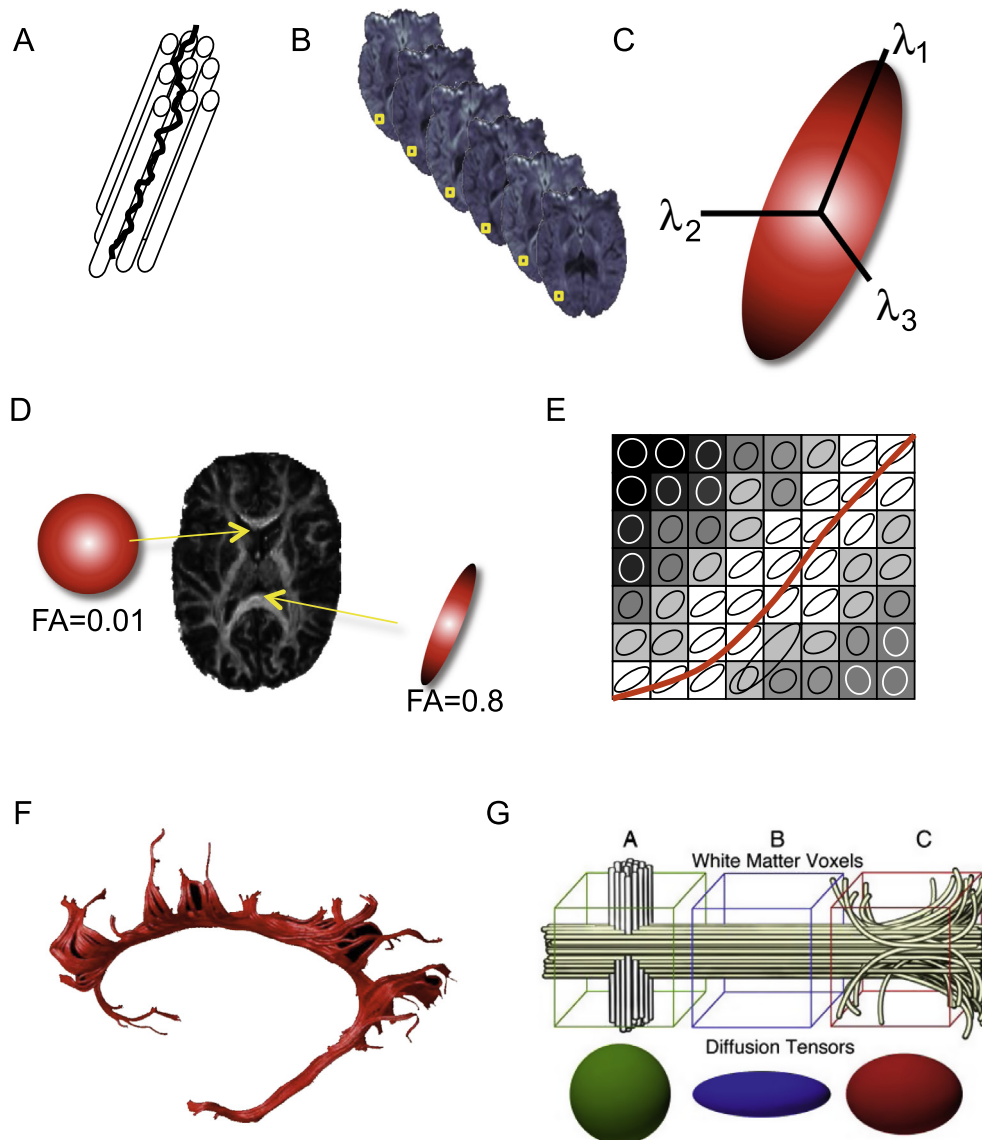 A
B
C
λ1
λ2
λ3
D
E
FA=0.01
FA=0.8
F
G
A B C
White Matter Voxels
Diffusion Tensors